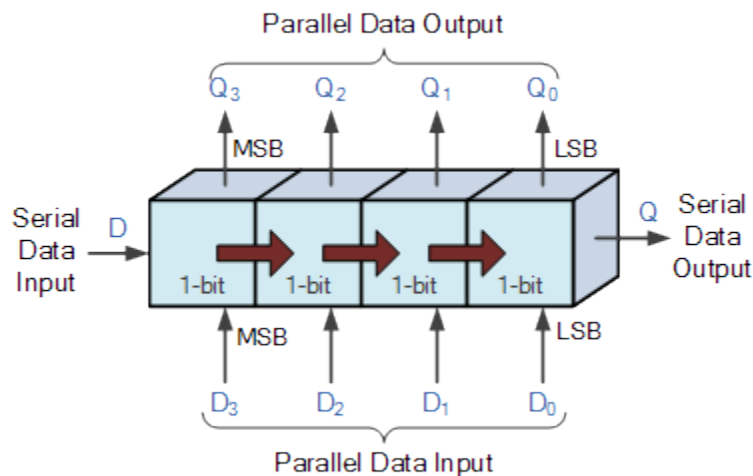 Parallel Data Output
Q₃ Q₂ Q₁ Q₀
MSB LSB
Serial
Data
Input
D
Q
Serial
Data
Output
1-bit 1-bit 1-bit 1-bit
MSB LSB
D₃ D₂ D₁ D₀
Parallel Data Input